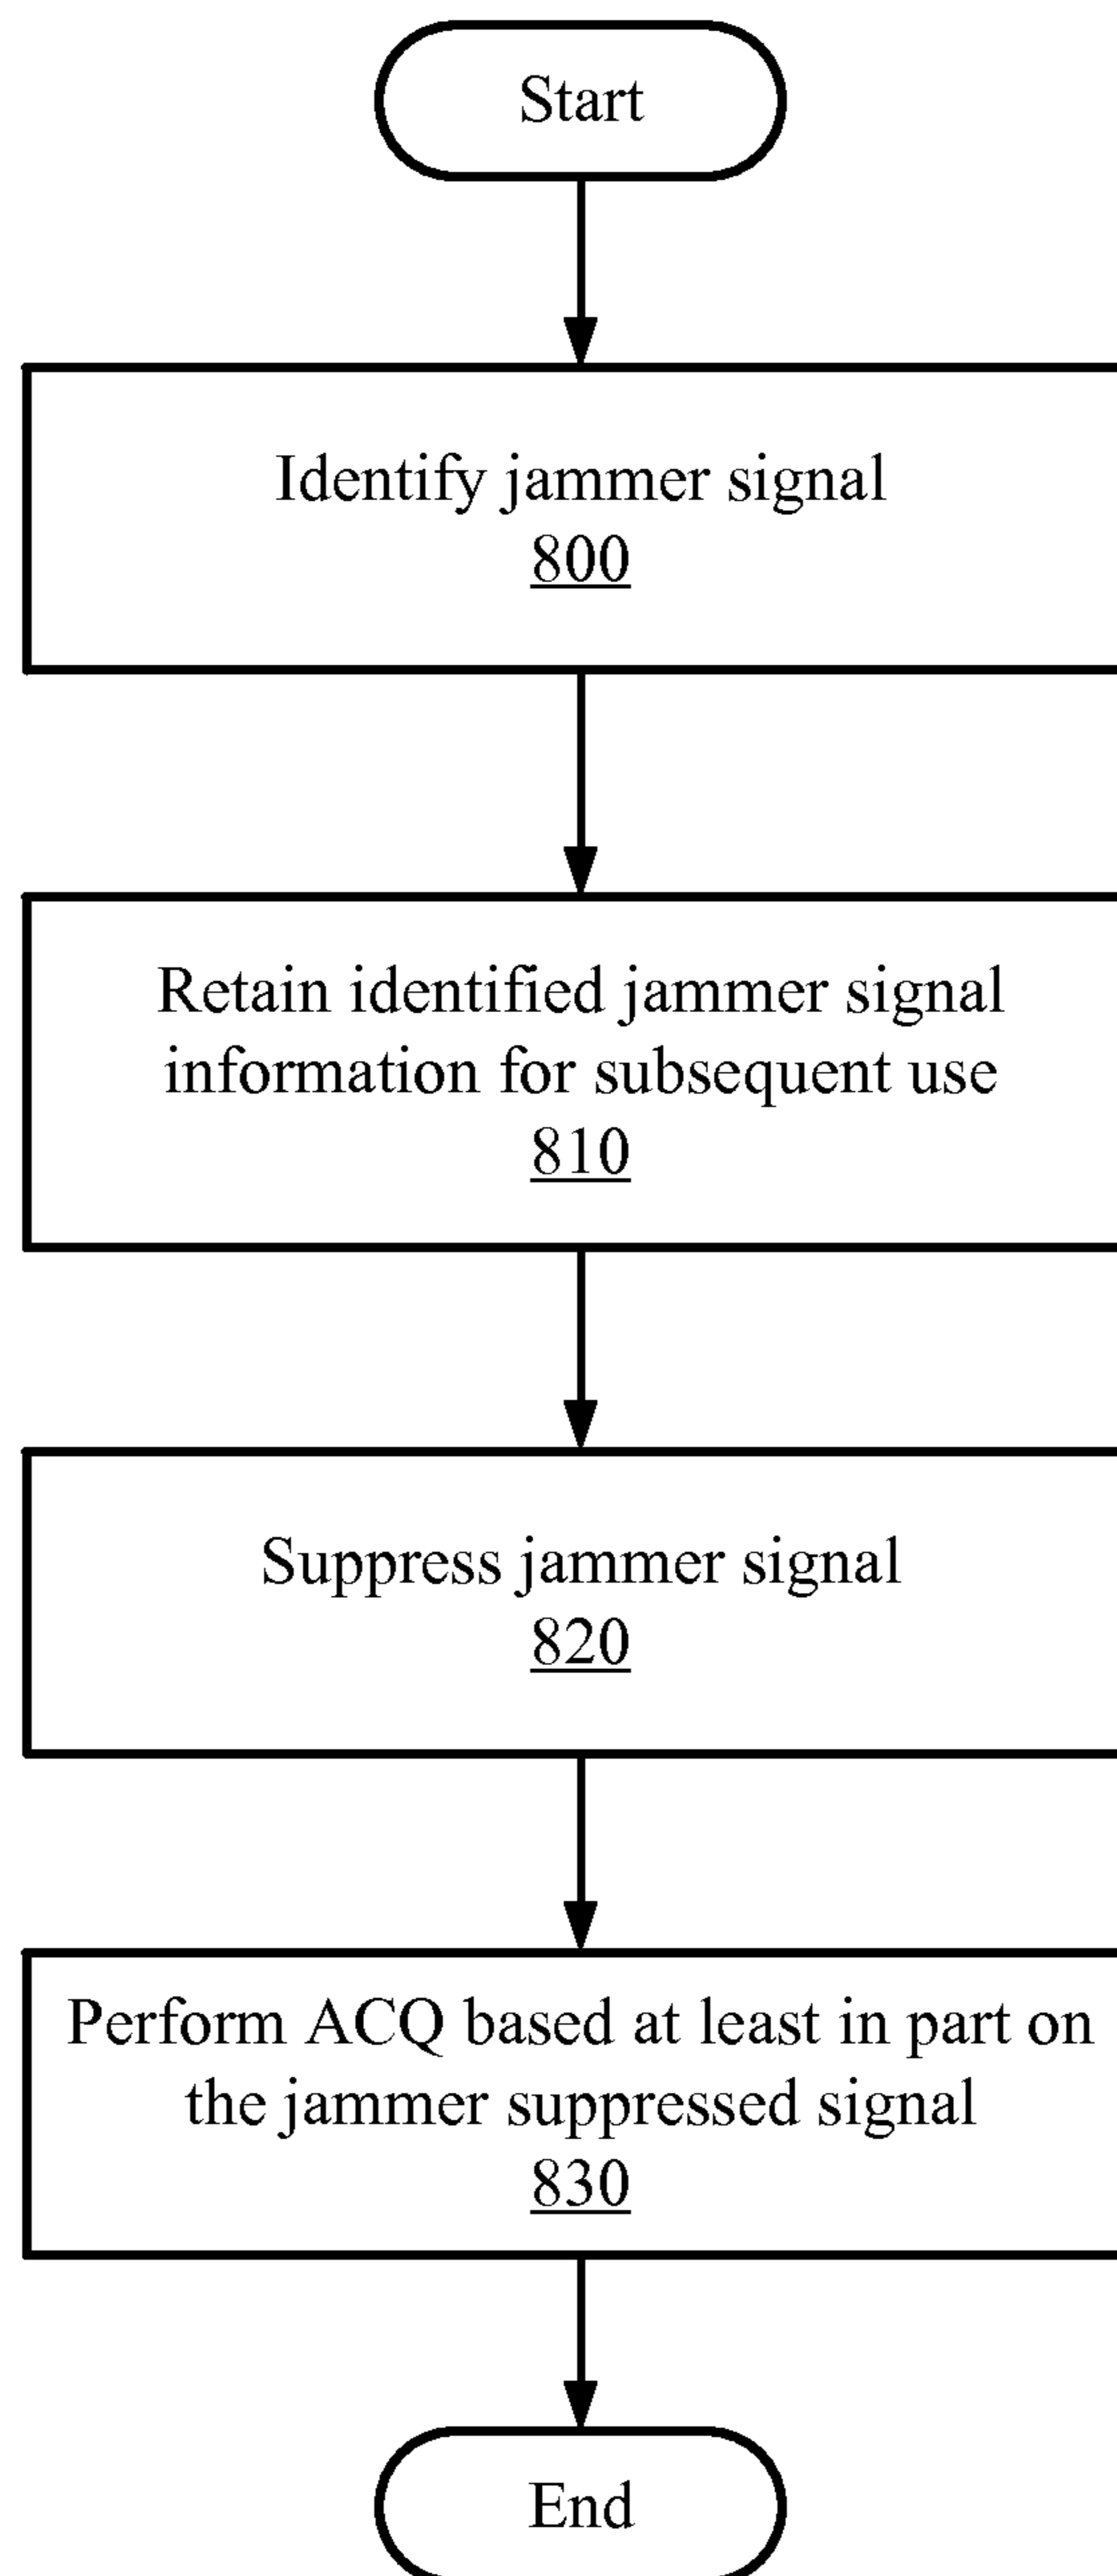 Start
Identify jammer signal
800
Retain identified jammer signal
information for subsequent use
810
Suppress jammer signal
820
Perform ACQ based at least in part on
the jammer suppressed signal
830
End